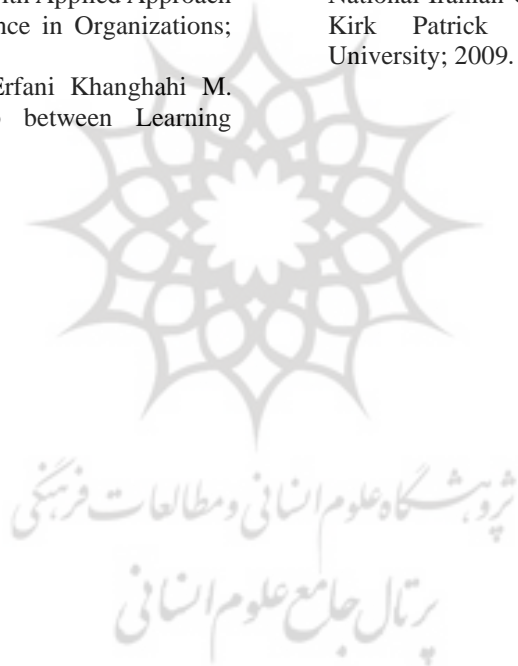 ith Applied Approach
nce in Organizations;
Erfani Khanghahi M.
between Learning
National Iranian
Kirk Patrick
University; 2009.
پژوهشگاه علوم انسانی و مطالعات فرهنگی
پرتال جامع علوم انسانی